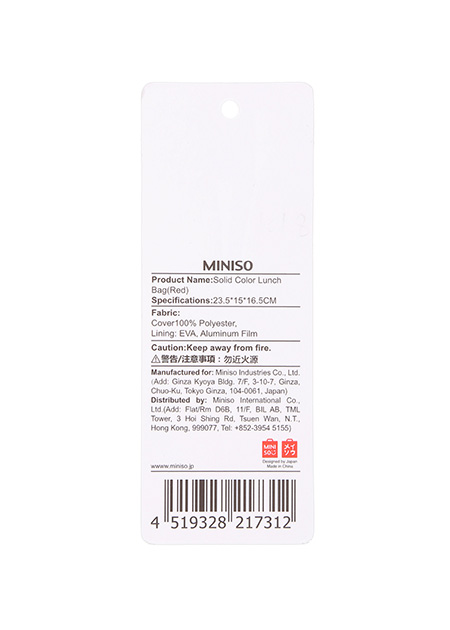 MINISO
Product Name:Solid Color Lunch
Bag(Red)
Specifications:23.5*15*16.5CM
Fabric:
Cover100% Polyester,
Lining: EVA, Aluminum Film
Caution:Keep away from fire.
⚠警告/注意事項：勿近火源
Manufactured for: Miniso Industries Co., Ltd.
(Add: Ginza Kyoya Bldg. 7/F, 3-10-7, Ginza,
Chuo-Ku, Tokyo Ginza, 104-0061, Japan)
Distributed by: Miniso International Co.,
Ltd.(Add: Flat/Rm D6B, 11/F, BIL AB, TML
Tower, 3 Hoi Shing Rd, Tsuen Wan, N.T.,
Hong Kong, 999077, Tel: +852-3954 5155)
MINI
SO
メイ
ソウ
www.miniso.jp
Designed by Japan
Made in China
4 519328 217312